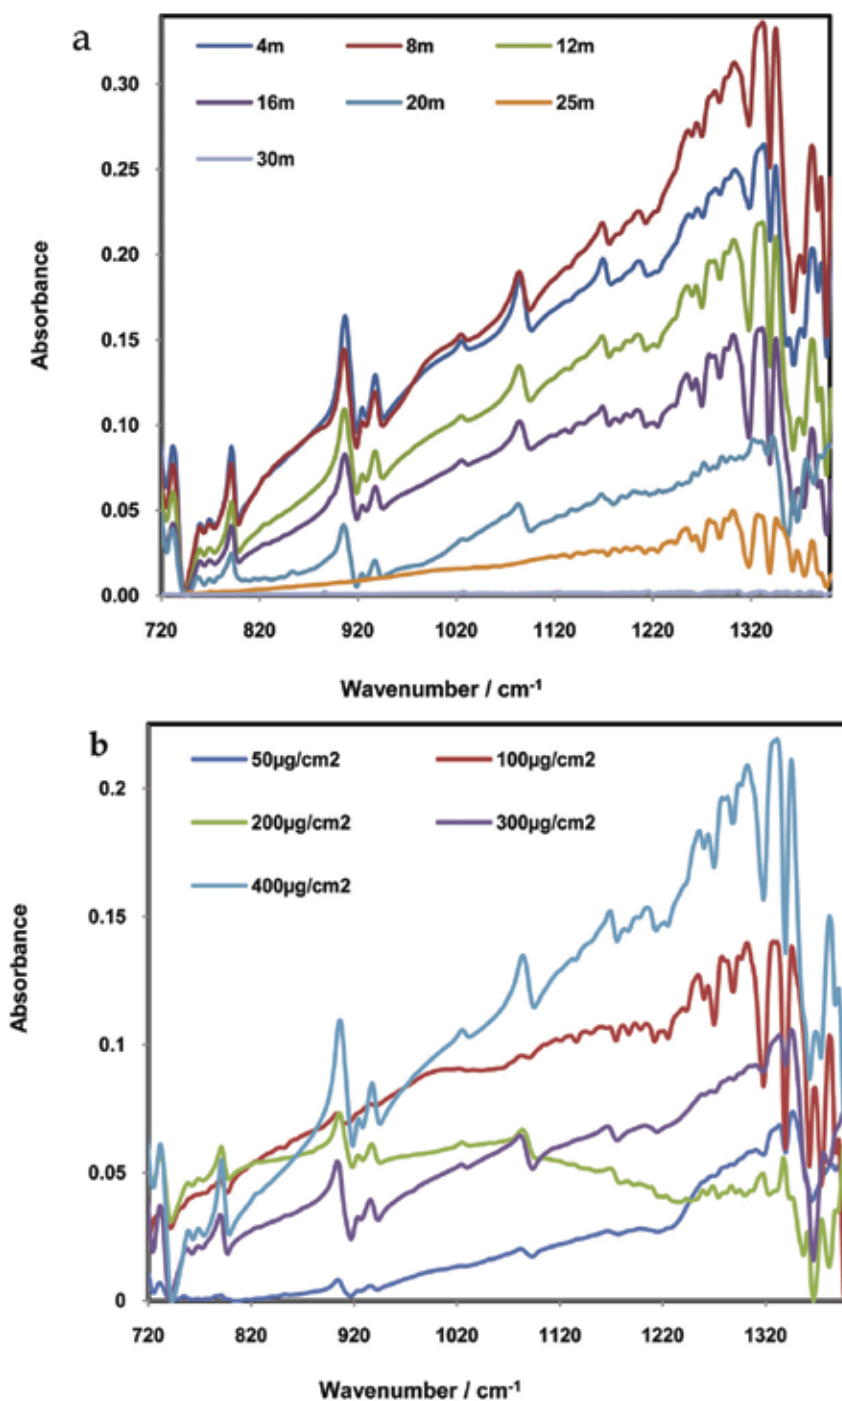 a
4m 8m 12m
16m 20m 25m
30m
0.30
0.25
0.20
0.15
0.10
0.05
0.00
Absorbance
720 820 920 1020 1120 1220 1320
Wavenumber / cm-1
b
50µg/cm2 100µg/cm2
200µg/cm2 300µg/cm2
400µg/cm2
0.2
0.15
0.1
0.05
0
Absorbance
720 820 920 1020 1120 1220 1320
Wavenumber / cm-1